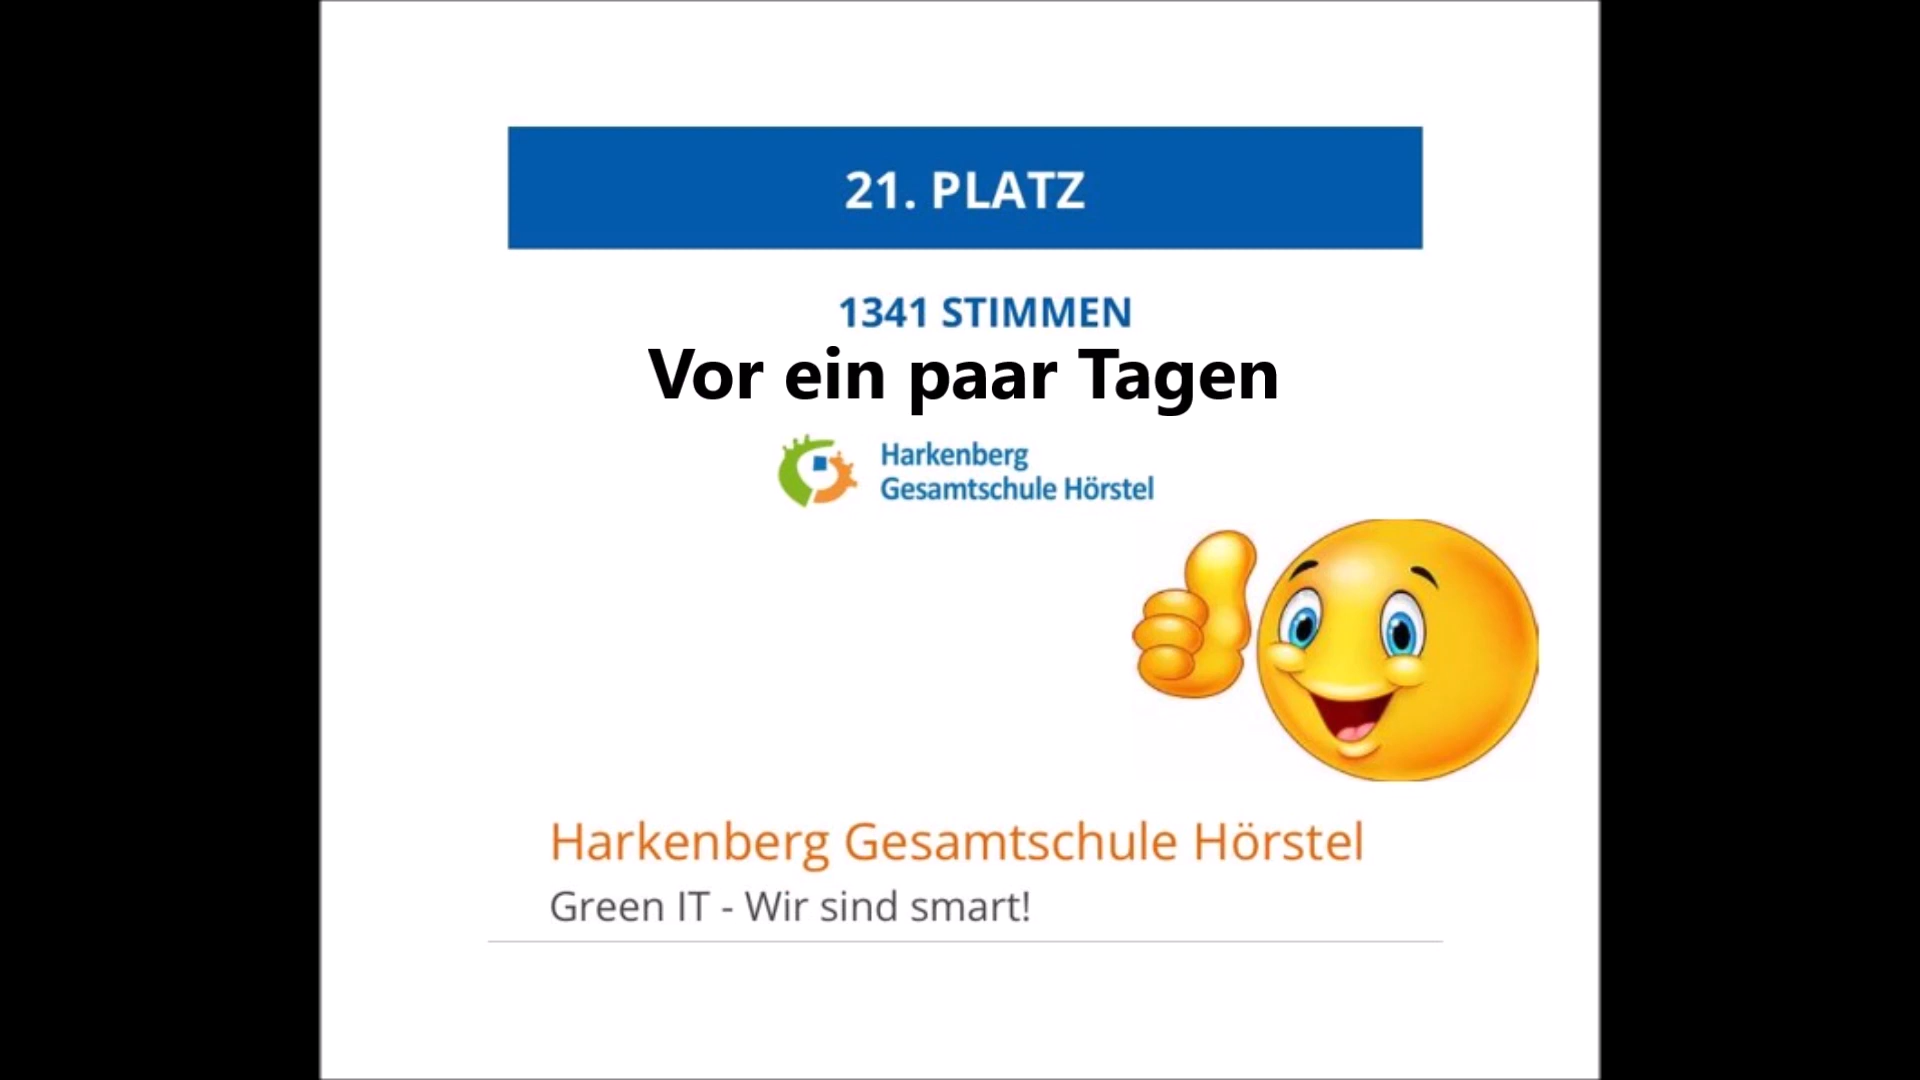 21. PLATZ
1341 STIMMEN
Vor ein paar Tagen
Harkenberg
Gesamtschule Hörstel
Harkenberg Gesamtschule Hörstel
Green IT - Wir sind smart!